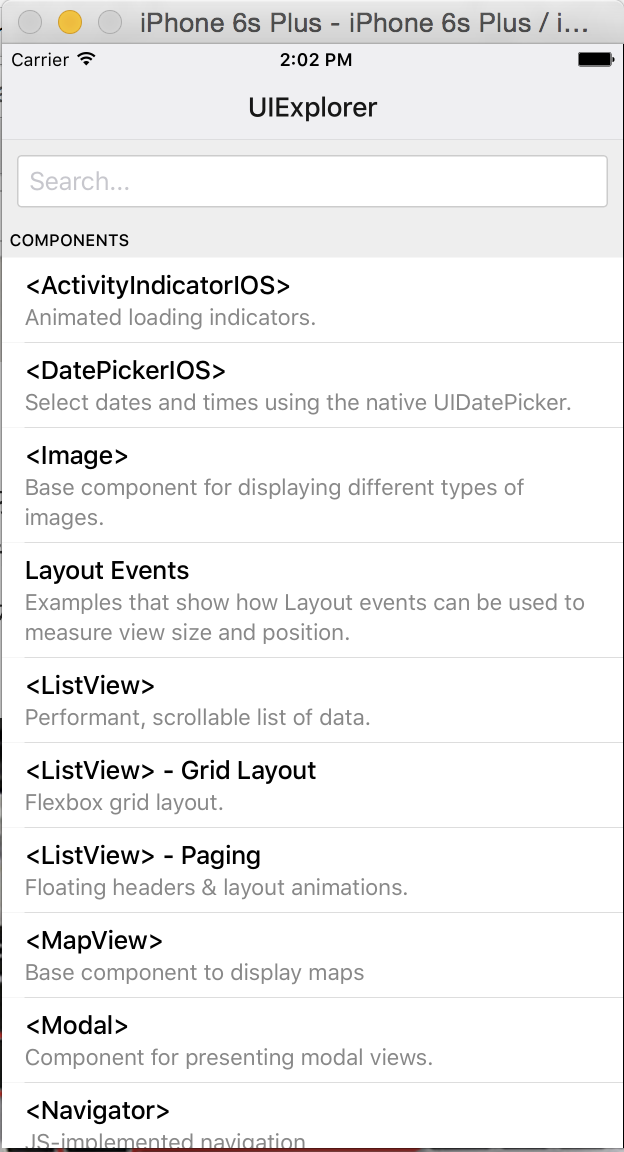 iPhone 6s Plus - iPhone 6s Plus / i...
Carrier 2:02 PM
UIExplorer
Search...
COMPONENTS
<ActivityIndicatorIOS>
Animated loading indicators.
<DatePickerIOS>
Select dates and times using the native UIDatePicker.
<Image>
Base component for displaying different types of
images.
Layout Events
Examples that show how Layout events can be used to
measure view size and position.
<ListView>
Performant, scrollable list of data.
<ListView> - Grid Layout
Flexbox grid layout.
<ListView> - Paging
Floating headers & layout animations.
<MapView>
Base component to display maps
<Modal>
Component for presenting modal views.
<Navigator>
JS-implemented navigation